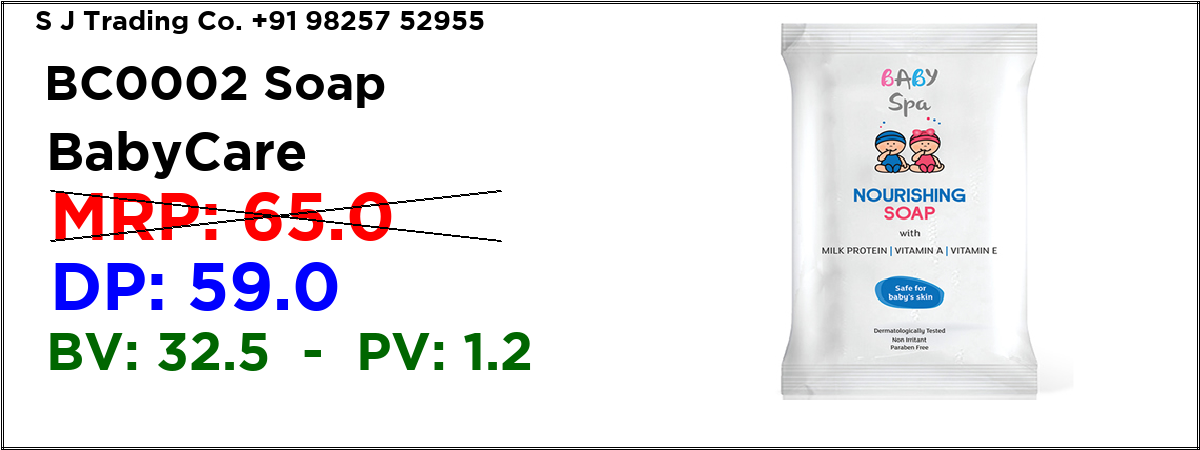 S J Trading Co. +91 98257 52955
BC0002 Soap
BabyCare
MRP: 65.0
DP: 59.0
BV: 32.5 - PV: 1.2
BABY
Spa
NOURISHING
SOAP
with
MILK PROTEIN | VITAMIN A | VITAMIN E
Safe for
baby's skin
Dermatologically Tested
Non Irritant
Paraben Free